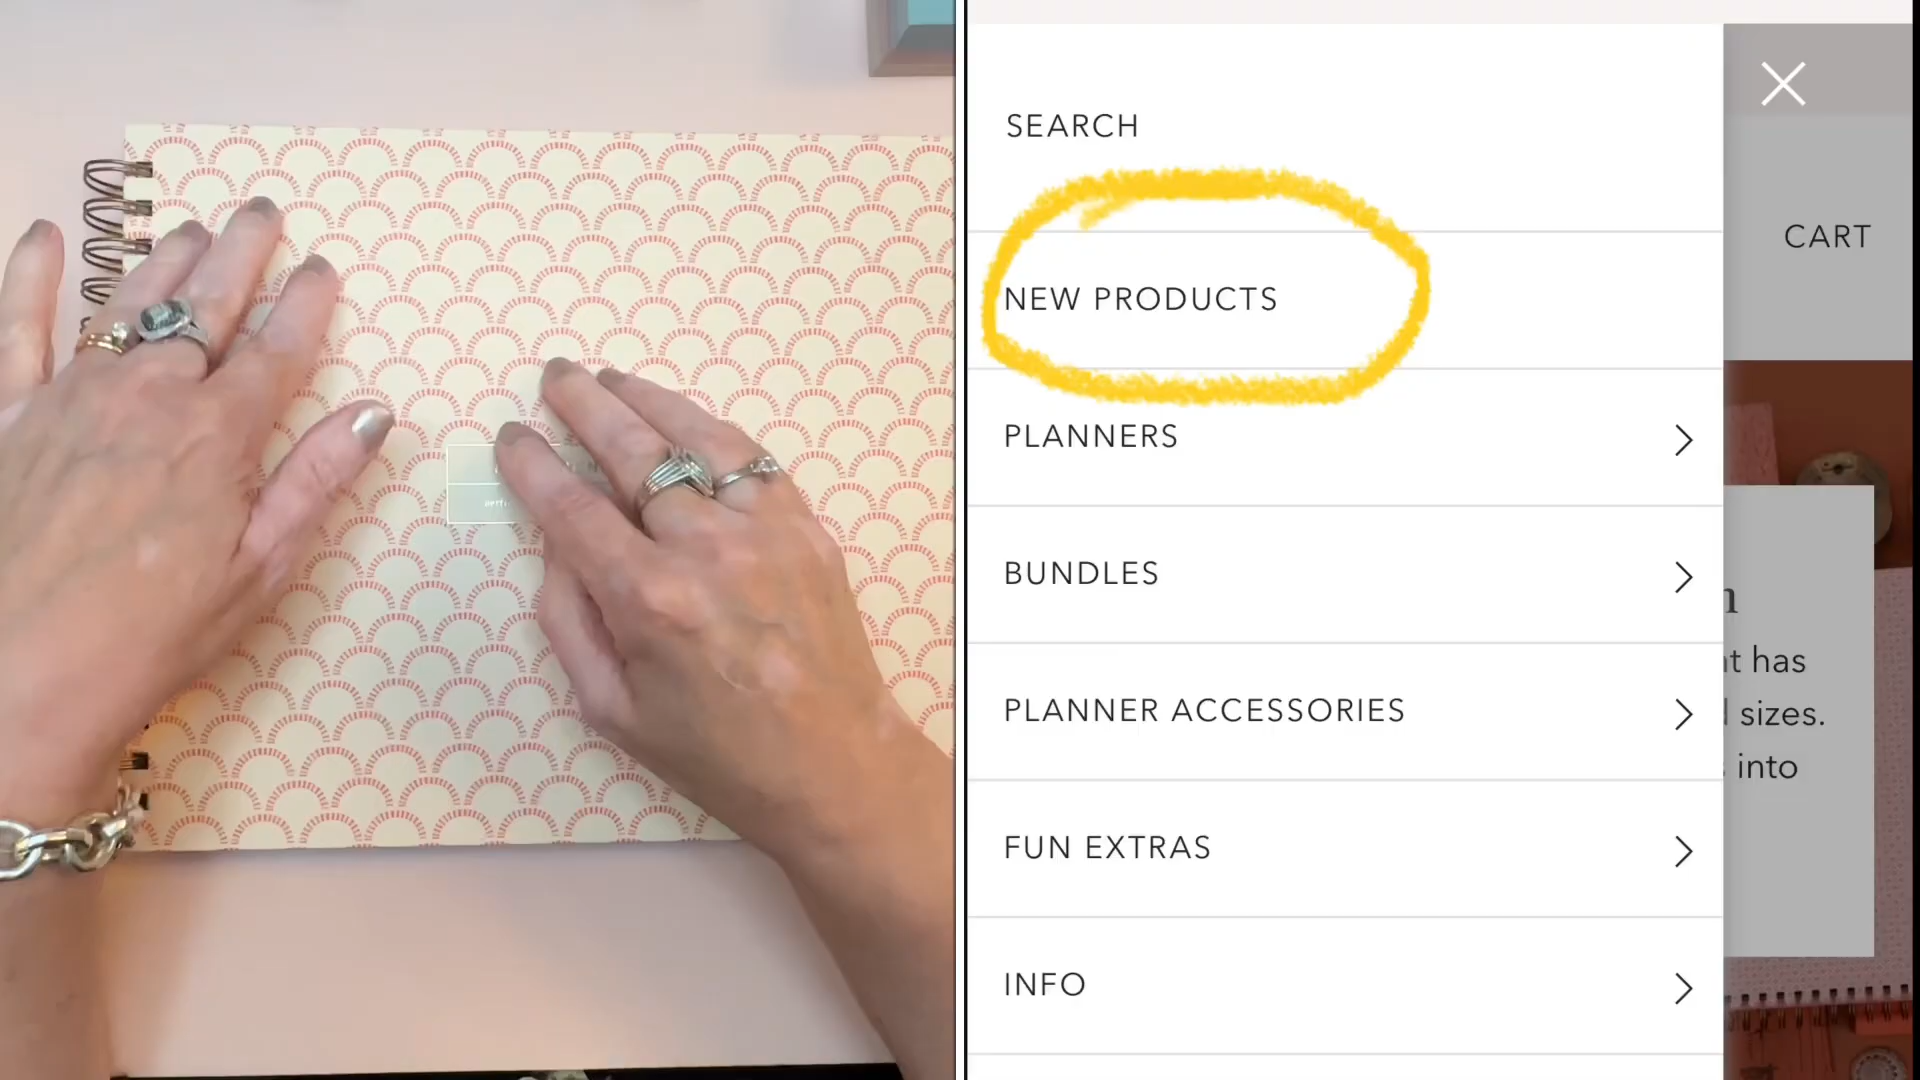 SEARCH
NEW PRODUCTS
PLANNERS
BUNDLES
PLANNER ACCESSORIES
FUN EXTRAS
INFO
CART
has
sizes.
into